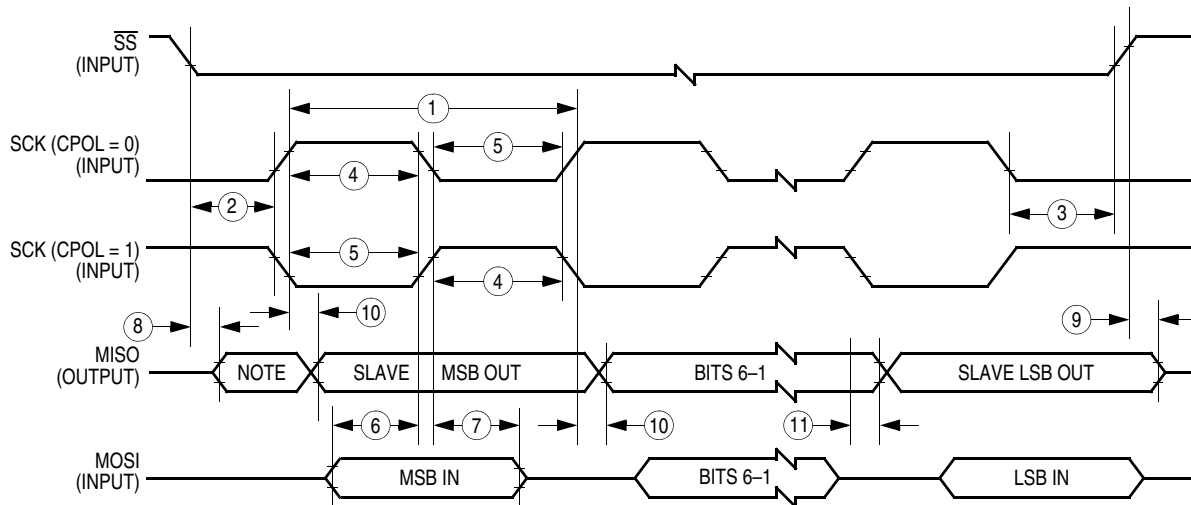 SS
(INPUT)
1
SCK (CPOL = 0)
(INPUT)
5
4
2
3
SCK (CPOL = 1)
(INPUT)
5
4
8
10
9
MISO
(OUTPUT)
NOTE
SLAVE MSB OUT
BITS 6–1
SLAVE LSB OUT
6
7
10
11
MOSI
(INPUT)
MSB IN
BITS 6–1
LSB IN